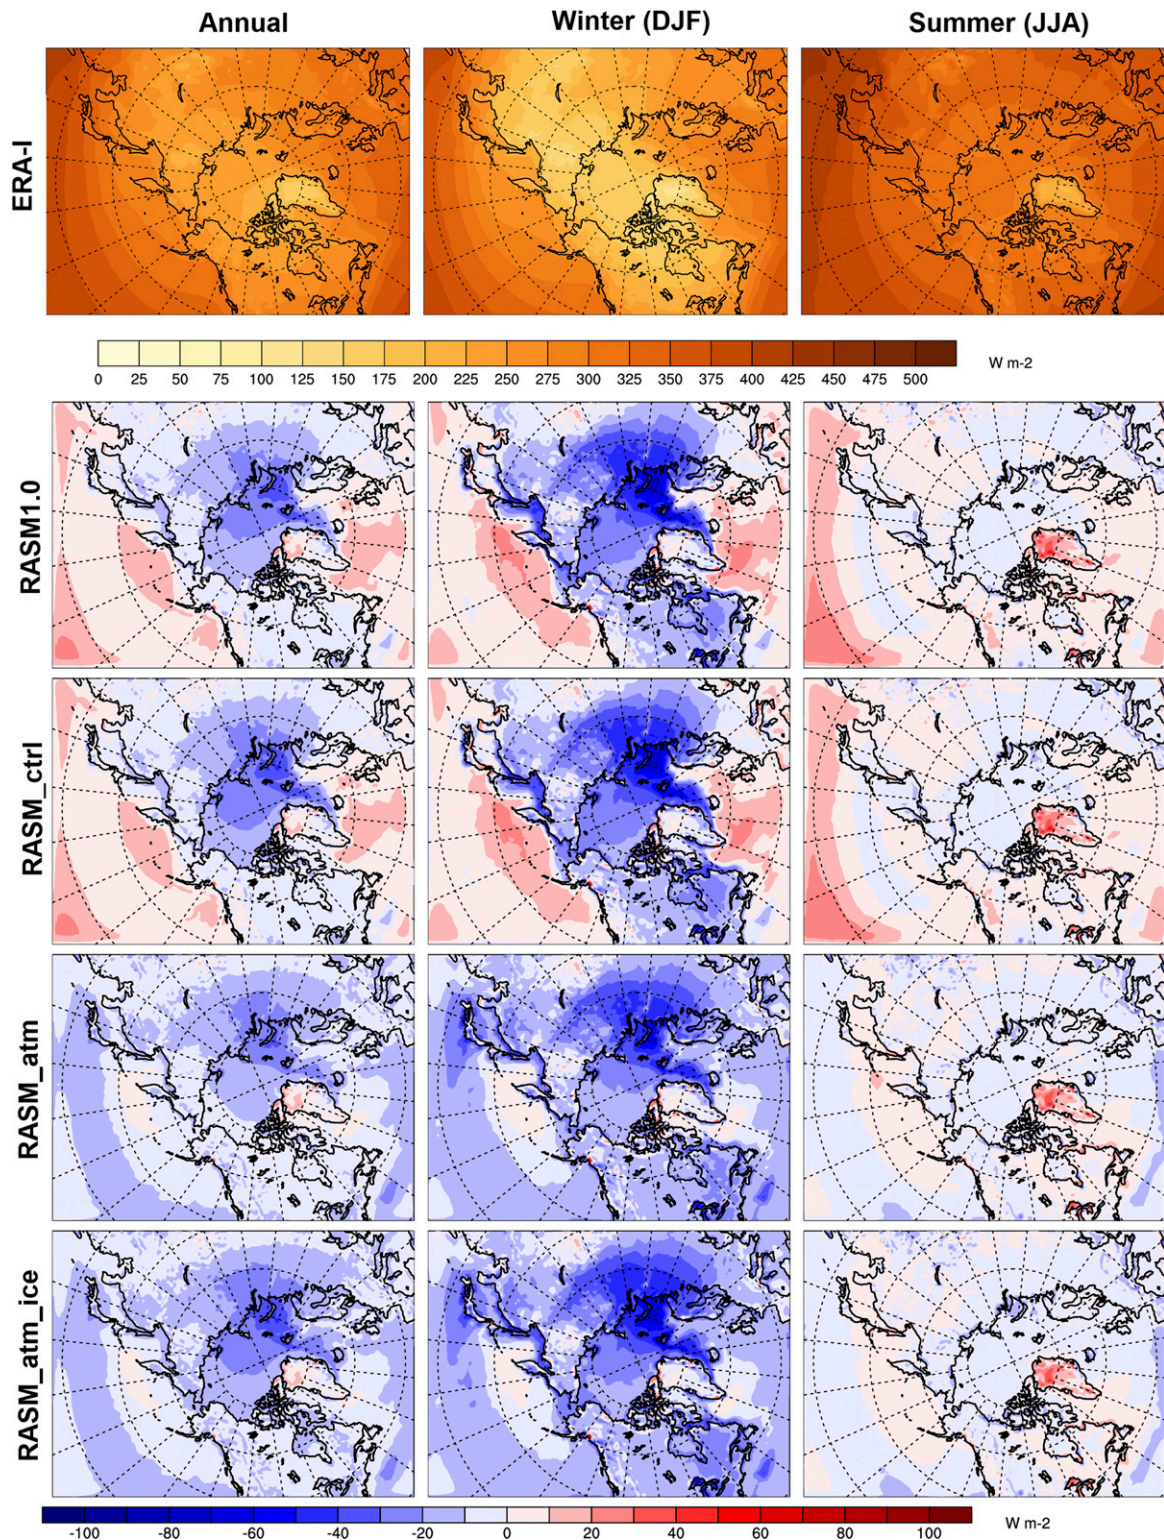 Annual Winter (DJF) Summer (JJA)
ERA-I
0 25 50 75 100 125 150 175 200 225 250 275 300 325 350 375 400 425 450 475 500 W m-2
RASM1.0
RASM_ctrl
RASM_atm
RASM_atm_ice
-100 -80 -60 -40 -20 0 20 40 60 80 100 W m-2